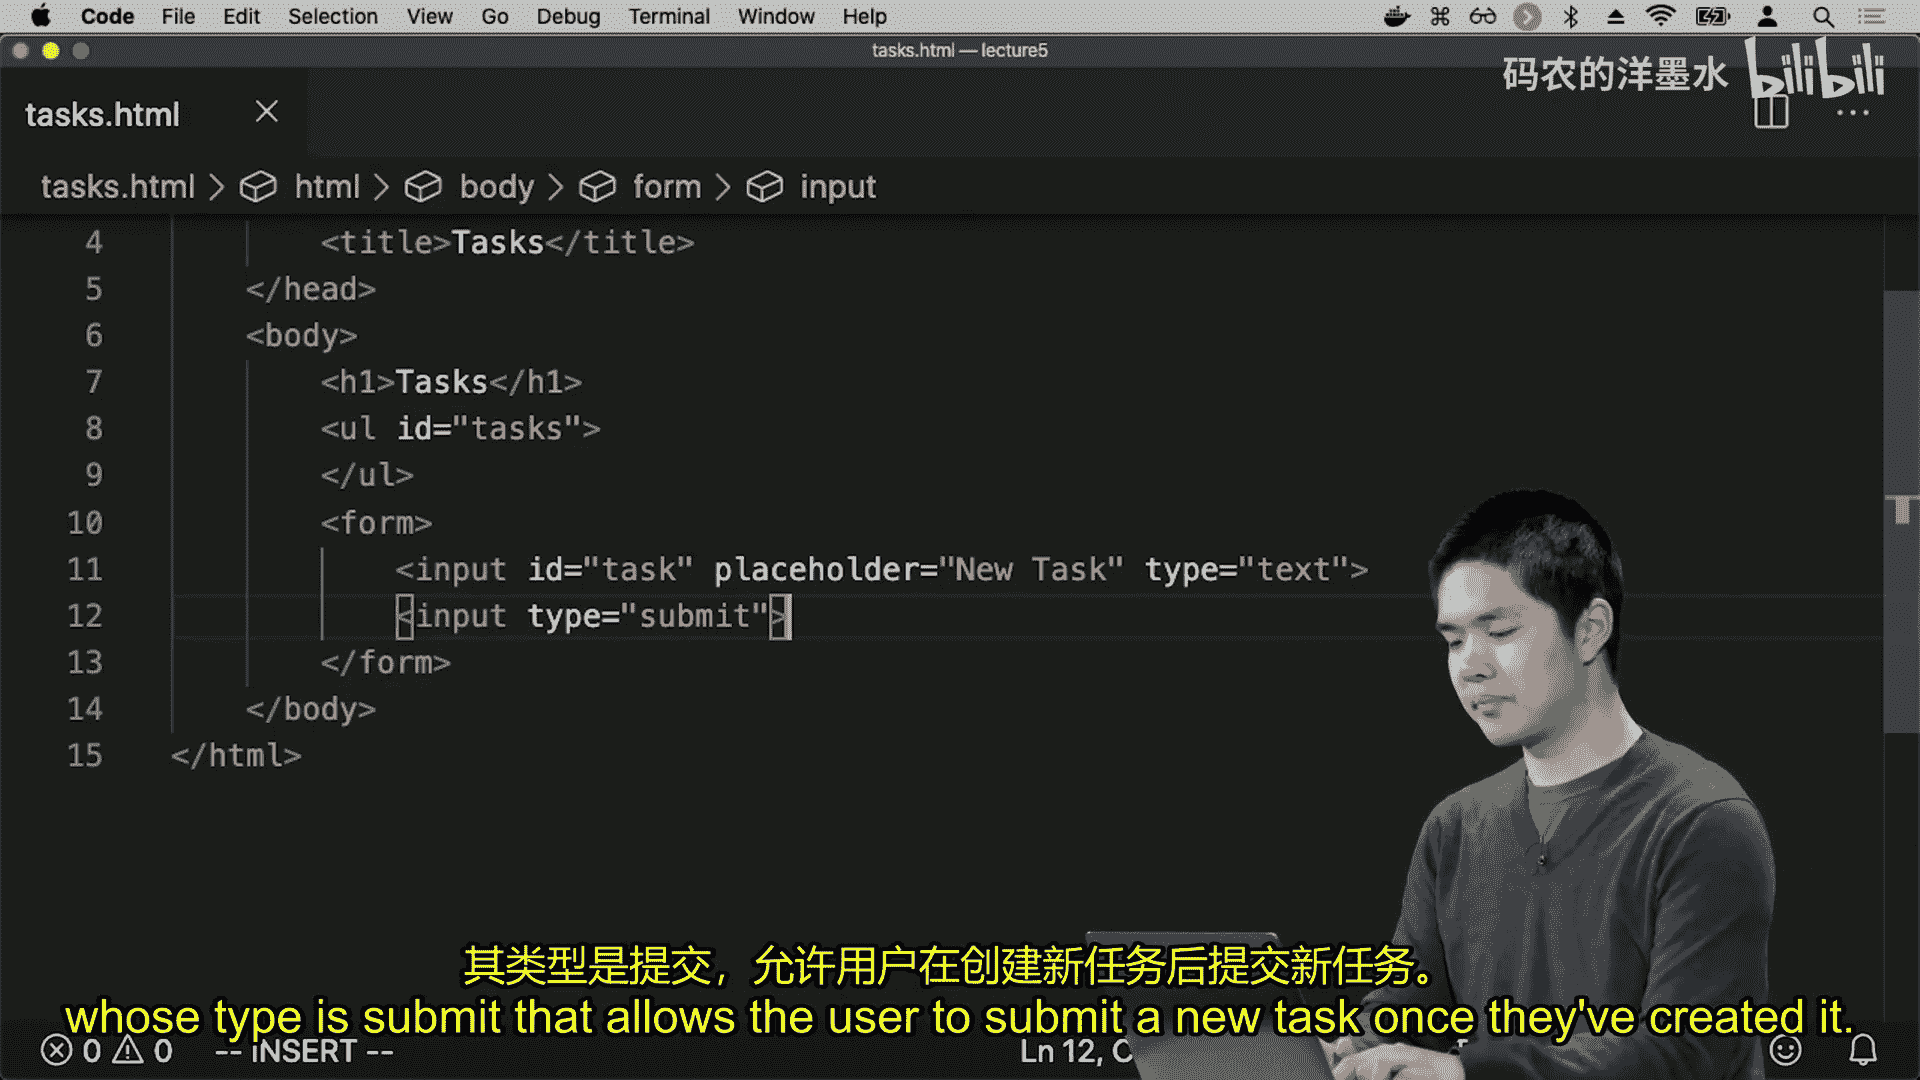 Code File Edit Selection View Go Debug Terminal Window Help
tasks.html — lecture5
码农的洋墨水 bilibili
tasks.html
tasks.html > html > body > form > input
4 <title>Tasks</title>
5 </head>
6 <body>
7 <h1>Tasks</h1>
8 <ul id="tasks">
9 </ul>
10 <form>
11 <input id="task" placeholder="New Task" type="text">
12 <input type="submit">
13 </form>
14 </body>
15 </html>
其类型是提交，允许用户在创建新任务后提交新任务。
whose type is submit that allows the user to submit a new task once they've created it.
0 0 -- INSERT -- Ln 12, C